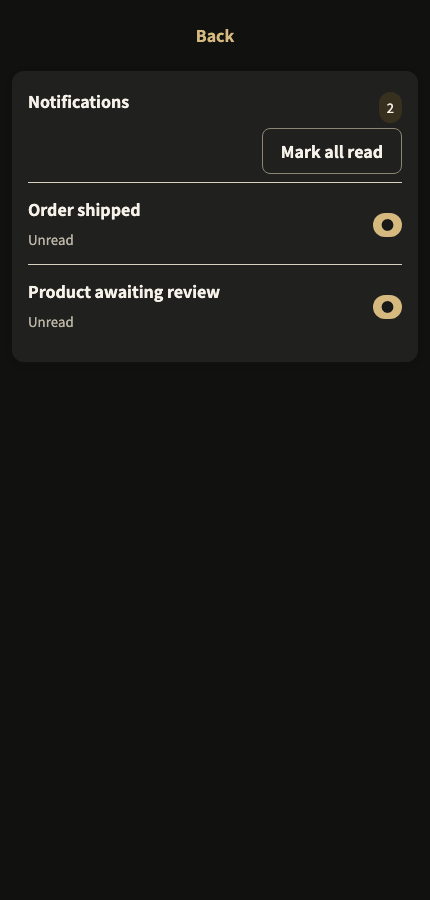 Back
Notifications
2
Mark all read
Order shipped
Unread
Product awaiting review
Unread